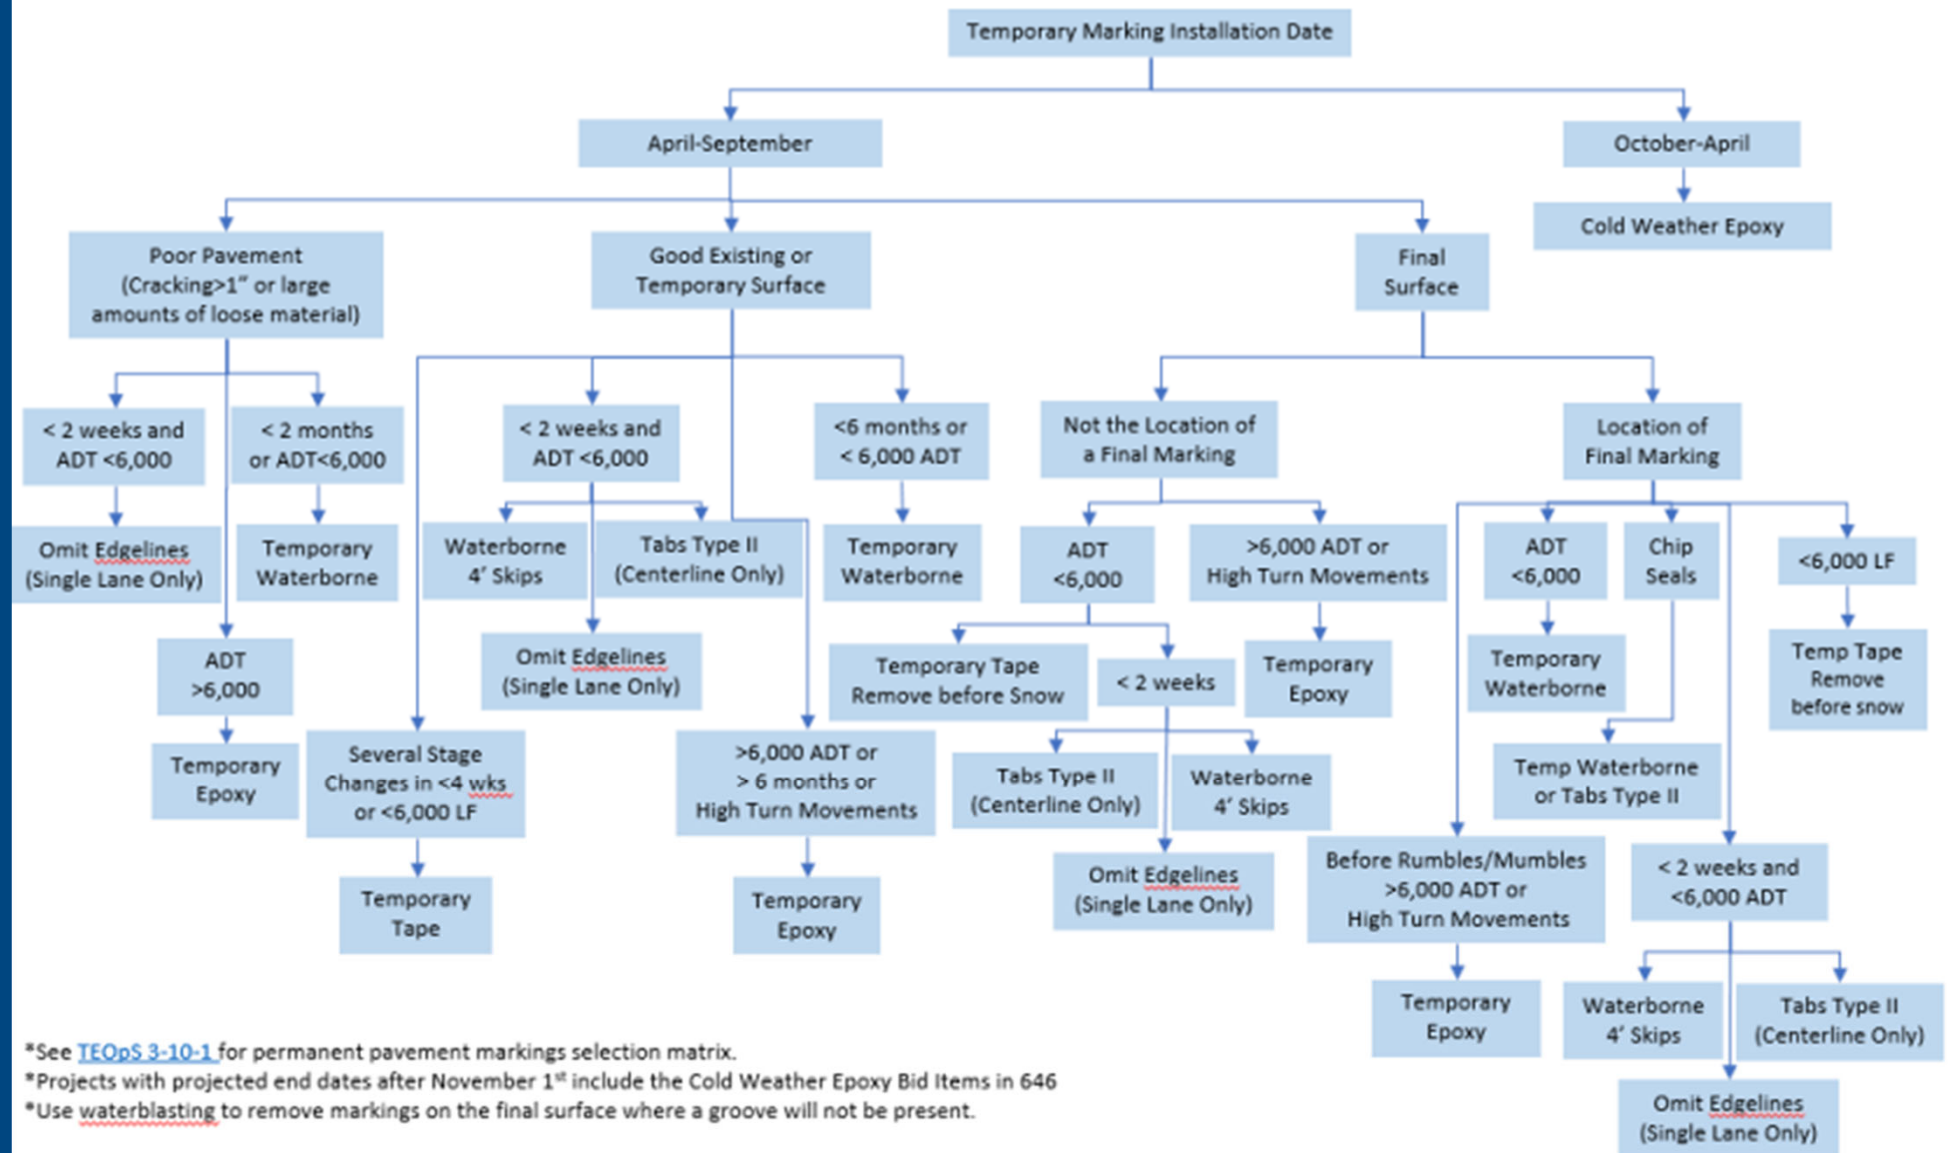 Temporary Marking Installation Date
April-September
October-April
Cold Weather Epoxy
Poor Pavement
(Cracking>1” or large
amounts of loose material)
Good Existing or
Temporary Surface
Final
Surface
< 2 weeks and
ADT <6,000
< 2 months
or ADT<6,000
< 2 weeks and
ADT <6,000
<6 months or
< 6,000 ADT
Not the Location of
a Final Marking
Location of
Final Marking
Omit Edgelines
(Single Lane Only)
Temporary
Waterborne
Waterborne
4’ Skips
Tabs Type II
(Centerline Only)
Temporary
Waterborne
ADT
<6,000
>6,000 ADT or
High Turn Movements
ADT
<6,000
Chip
Seals
<6,000 LF
ADT
>6,000
Omit Edgelines
(Single Lane Only)
Temporary Tape
Remove before Snow
< 2 weeks
Temporary
Epoxy
Temporary
Waterborne
Temp Tape
Remove
before snow
Temporary
Epoxy
Several Stage
Changes in <4 wks
or <6,000 LF
>6,000 ADT or
> 6 months or
High Turn Movements
Tabs Type II
(Centerline Only)
Waterborne
4’ Skips
Temp Waterborne
or Tabs Type II
Temporary
Tape
Temporary
Epoxy
Omit Edgelines
(Single Lane Only)
Before Rumbles/Mumbles
>6,000 ADT or
High Turn Movements
< 2 weeks and
<6,000 ADT
Temporary
Epoxy
Waterborne
4’ Skips
Tabs Type II
(Centerline Only)
Omit Edgelines
(Single Lane Only)
*See TEOpS 3-10-1 for permanent pavement markings selection matrix.
*Projects with projected end dates after November 1st include the Cold Weather Epoxy Bid Items in 646
*Use waterblasting to remove markings on the final surface where a groove will not be present.